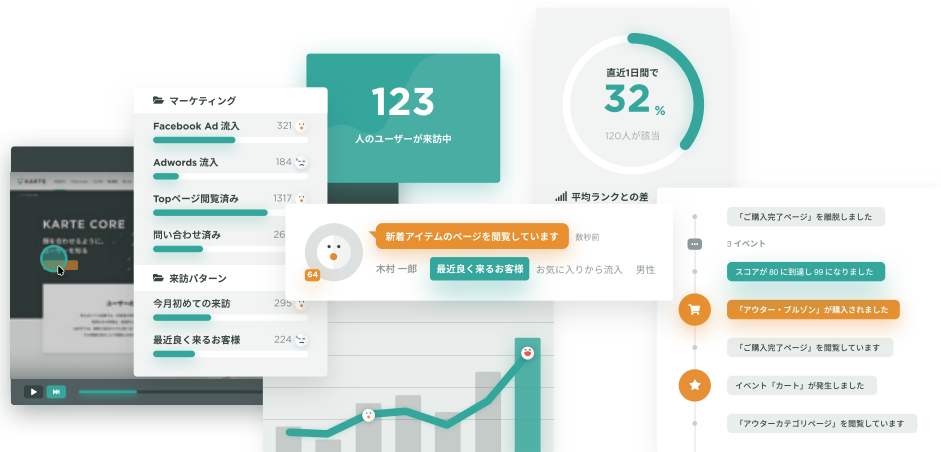 マーケティング
Facebook Ad 流入 321
Adwords 流入 184
Topページ閲覧済み 1317
問い合わせ済み
来訪パターン
今月初めての来訪 295
最近良く来るお客様 224
KARTE CORE
123
人のユーザーが来訪中
直近1日間で
32 %
120人が該当
平均ランクとの差
新着アイテムのページを閲覧しています 数秒前
64
木村 一郎 最近良く来るお客様 お気に入りから流入 男性
「ご購入完了ページ」を離脱しました
3 イベント
スコアが 80 に到達し 99 になりました
「アウター・ブルゾン」が購入されました
「ご購入完了ページ」を閲覧しています
イベント「カート」が発生しました
「アウターカテゴリページ」を閲覧しています